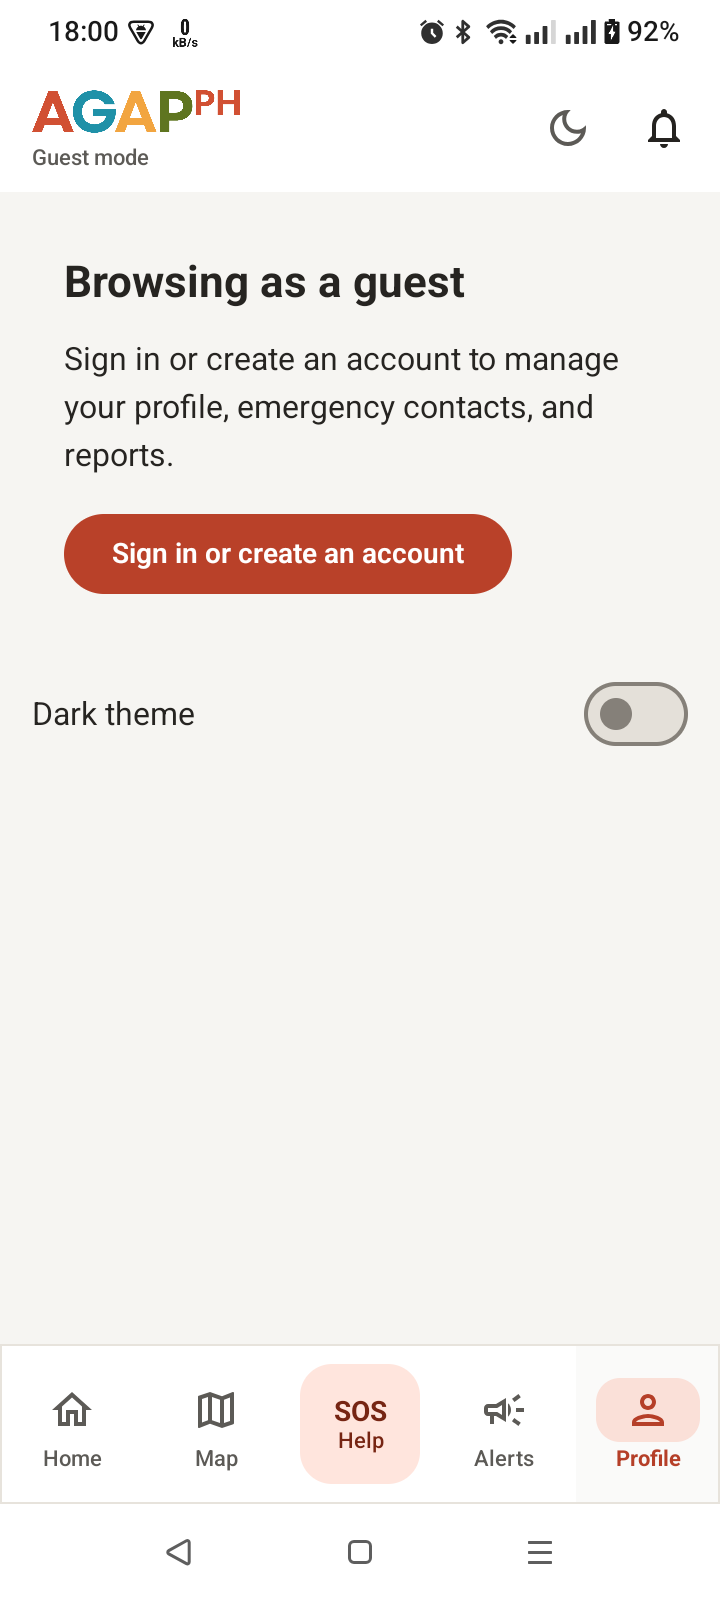 18:00
0
kB/s
92%
AGAPPH
Guest mode
Browsing as a guest
Sign in or create an account to manage
your profile, emergency contacts, and
reports.
Sign in or create an account
Dark theme
Home
Map
SOS
Help
Alerts
Profile